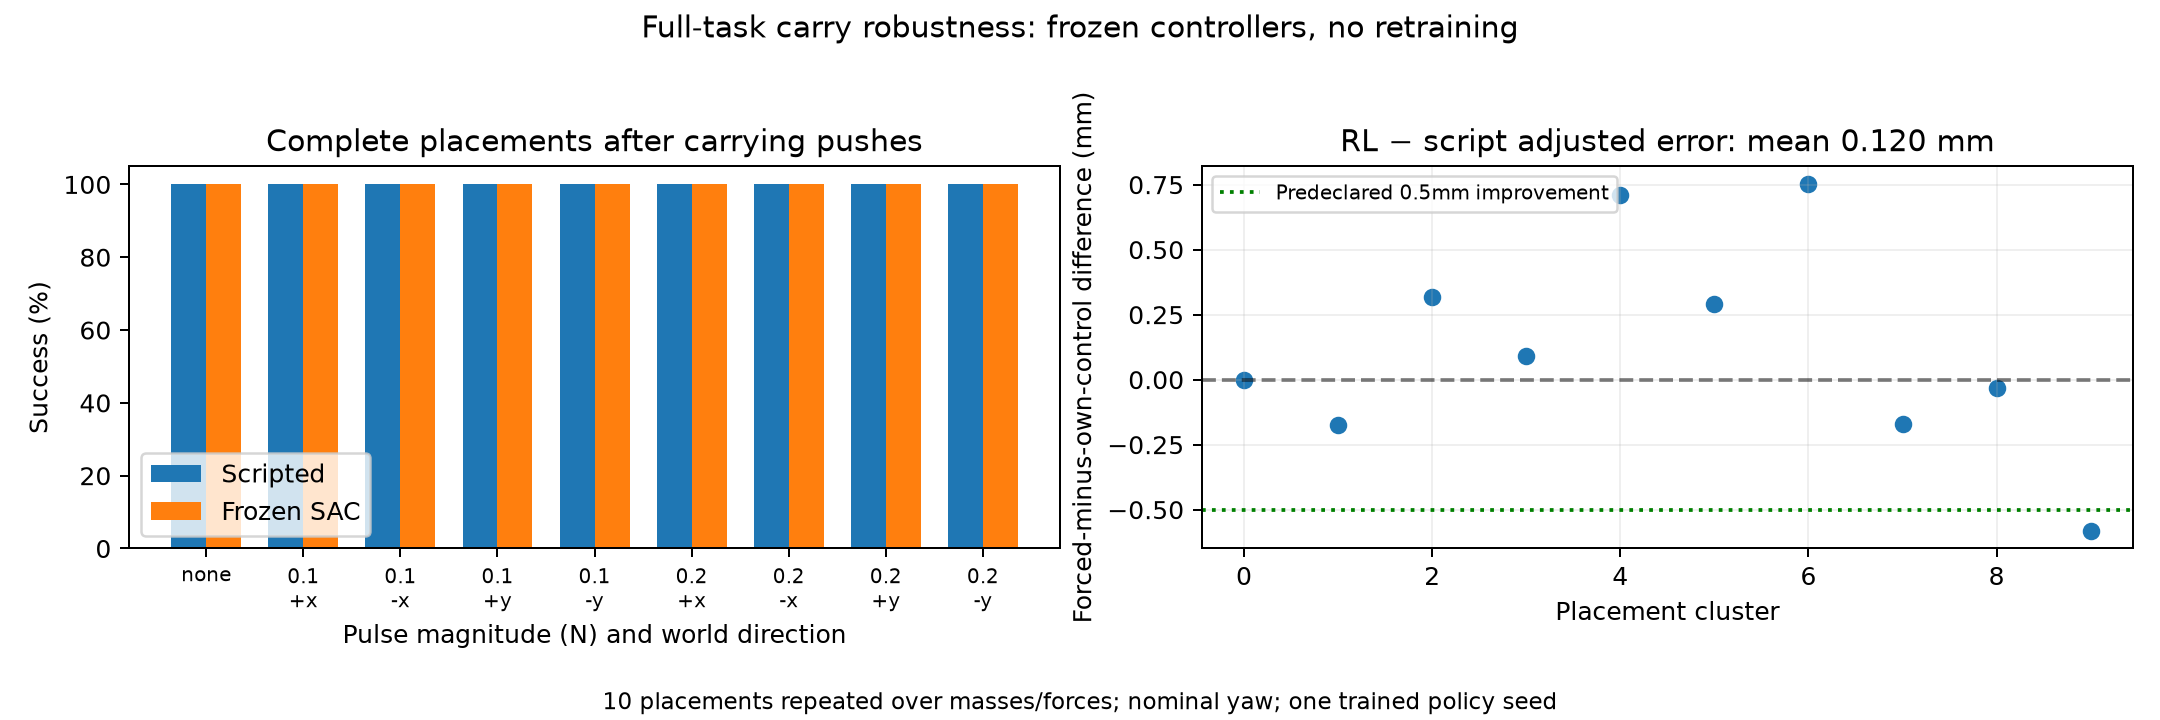 Full-task carry robustness: frozen controllers, no retraining
Complete placements after carrying pushes
Success (%)
100
80
60
40
20
0
Scripted
Frozen SAC
none
0.1
+x
0.1
-x
0.1
+y
0.1
-y
0.2
+x
0.2
-x
0.2
+y
0.2
-y
Pulse magnitude (N) and world direction
RL − script adjusted error: mean 0.120 mm
Forced-minus-own-control difference (mm)
0.75
0.50
0.25
0.00
−0.25
−0.50
Predeclared 0.5mm improvement
0
2
4
6
8
Placement cluster
10 placements repeated over masses/forces; nominal yaw; one trained policy seed